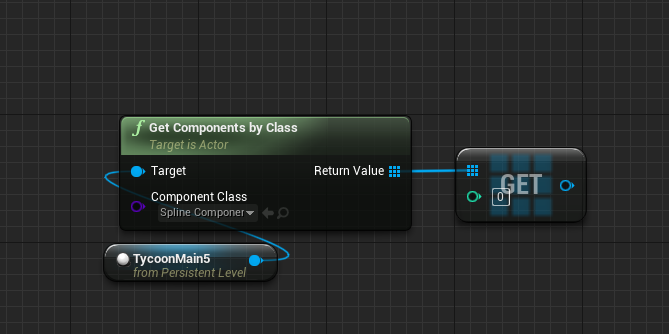 f Get Components by Class
Target is Actor
Target
Return Value
Component Class
Spline Componer
GET
0
TycoonMain5
from Persistent Level